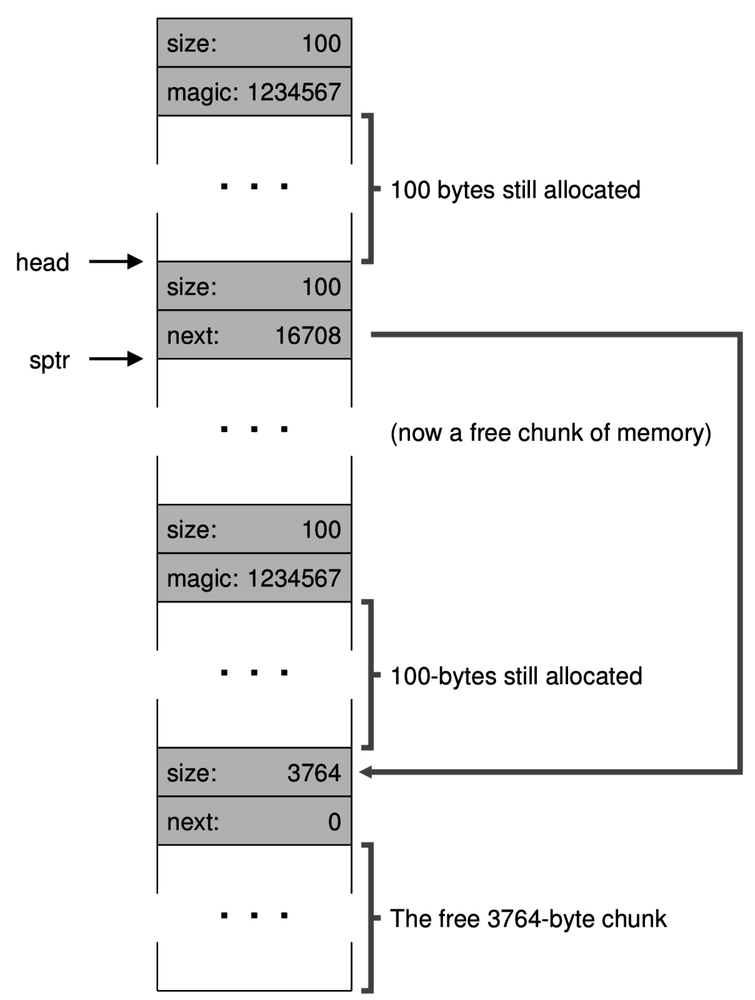 size: 100
magic: 1234567
. . .
100 bytes still allocated
head
size: 100
next: 16708
sptr
. . .
(now a free chunk of memory)
size: 100
magic: 1234567
. . .
100-bytes still allocated
size: 3764
next: 0
. . .
The free 3764-byte chunk